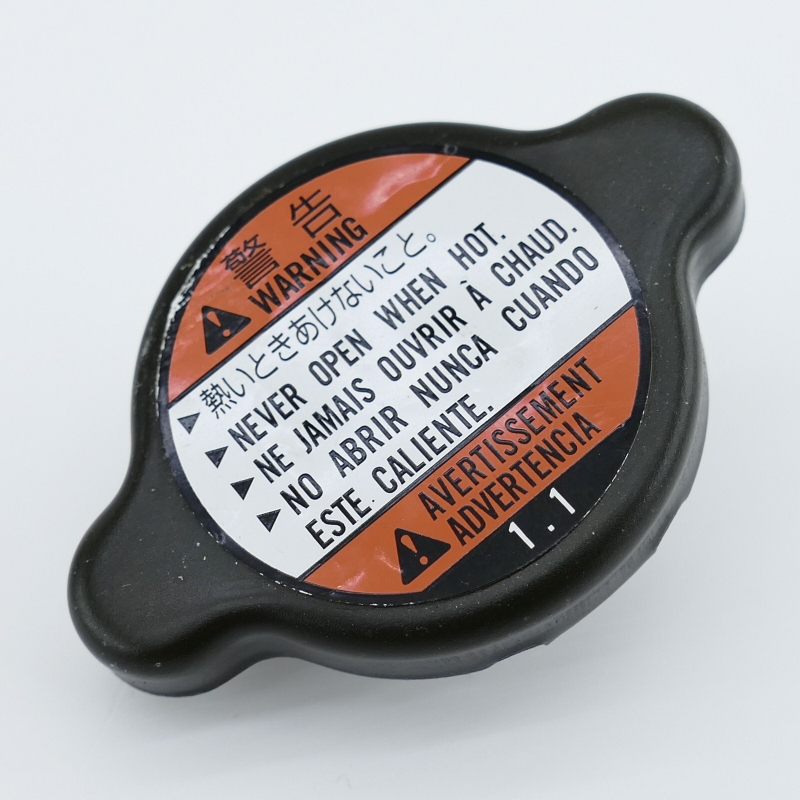 警告
WARNING
熱いときあけないこと。
NEVER OPEN WHEN HOT.
NE JAMAIS OUVRIR À CHAUD.
NO ABRIR NUNCA CUANDO
ESTE CALIENTE.
AVERTISSEMENT
ADVERTENCIA
1.1